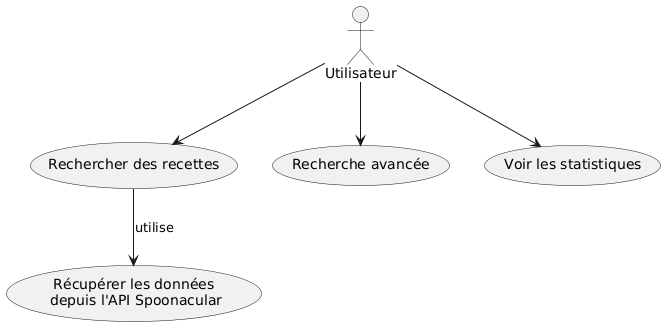 Utilisateur
Rechercher des recettes
Recherche avancée
Voir les statistiques
utilise
Récupérer les données
depuis l'API Spoonacular